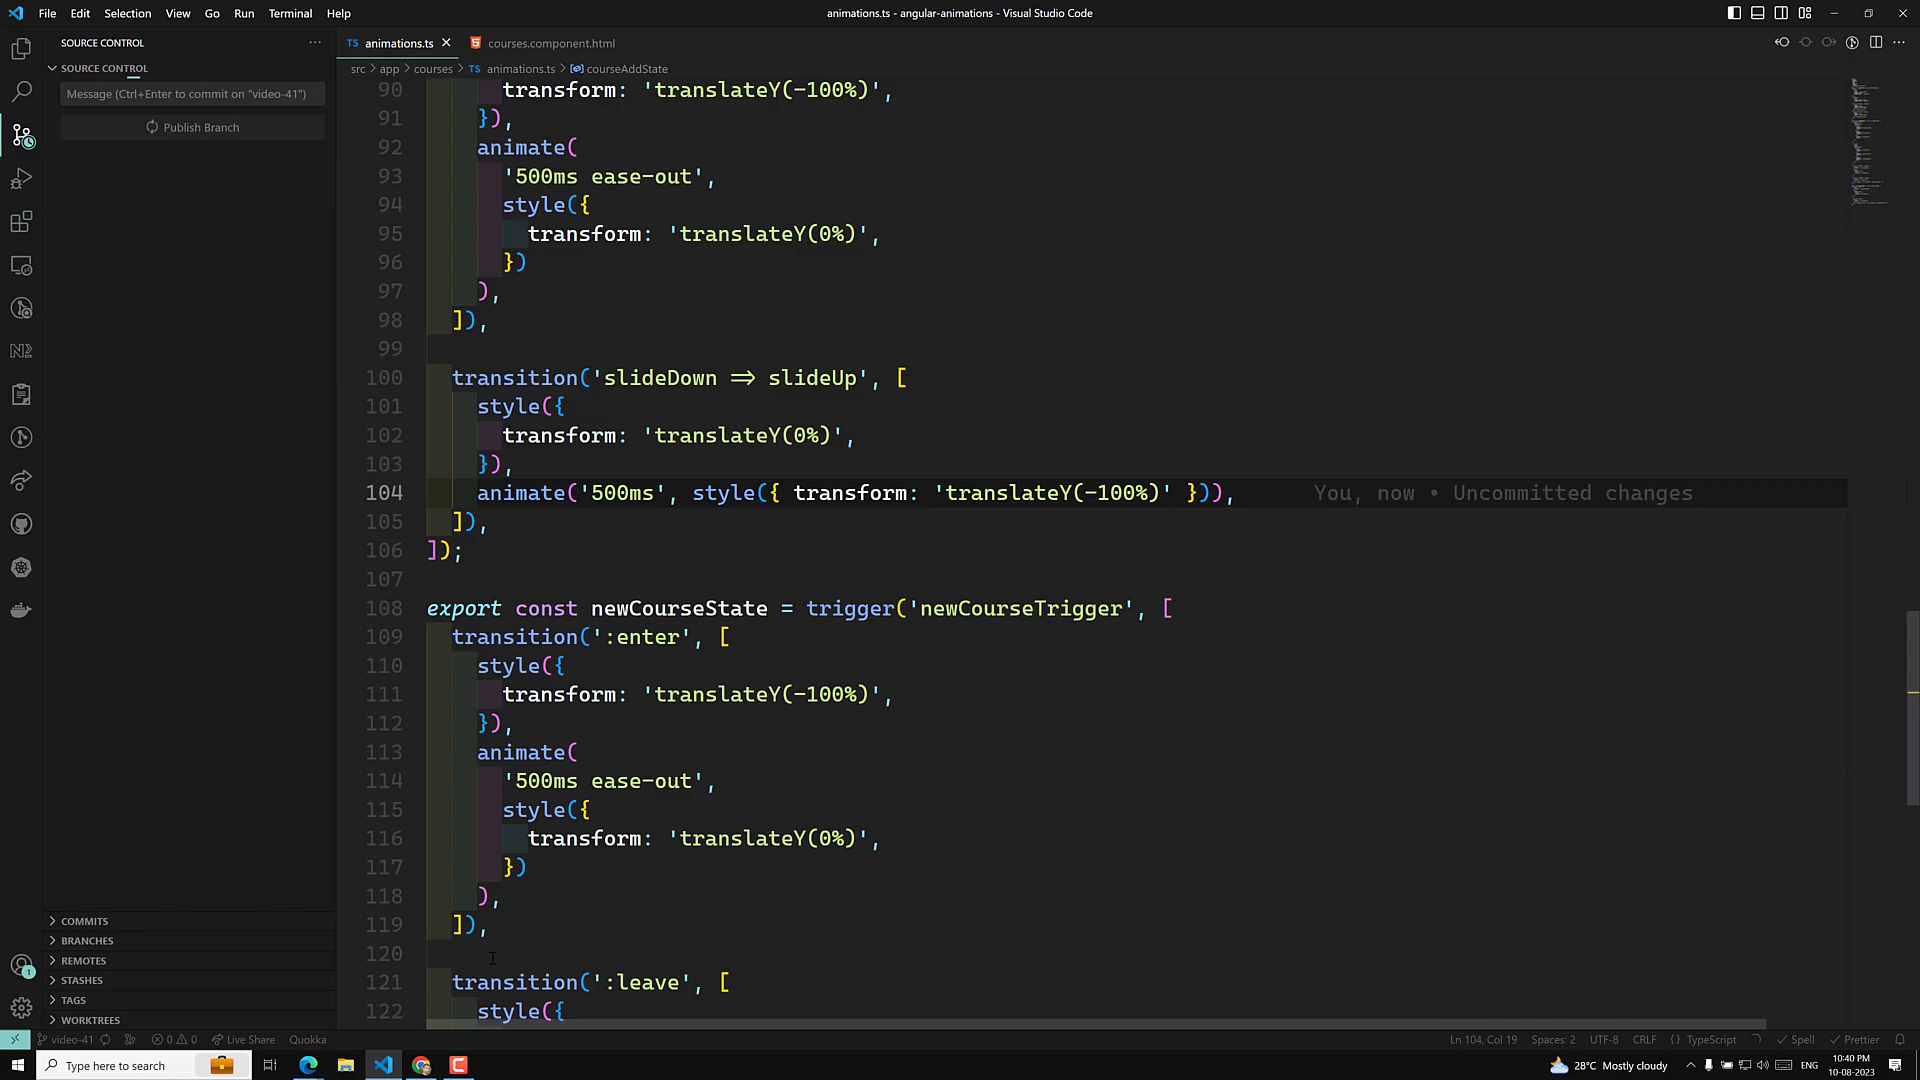 File Edit Selection View Go Run Terminal Help
animations.ts - angular-animations - Visual Studio Code
SOURCE CONTROL
SOURCE CONTROL
Message (Ctrl+Enter to commit on "video-41")
Publish Branch
COMMITS
BRANCHES
REMOTES
STASHES
TAGS
WORKTREES
TS animations.ts
courses.component.html
src > app > courses > TS animations.ts > courseAddState
90 transform: 'translateY(-100%)',
91 }),
92 animate(
93 '500ms ease-out',
94 style({
95 transform: 'translateY(0%)',
96 })
97 ),
98 ]),
99
100 transition('slideDown => slideUp', [
101 style({
102 transform: 'translateY(0%)',
103 }),
104 animate('500ms', style({ transform: 'translateY(-100%)' })), You, now • Uncommitted changes
105 ]),
106 ]);
107
108 export const newCourseState = trigger('newCourseTrigger', [
109 transition(':enter', [
110 style({
111 transform: 'translateY(-100%)',
112 }),
113 animate(
114 '500ms ease-out',
115 style({
116 transform: 'translateY(0%)',
117 })
118 ),
119 ]),
120
121 transition(':leave', [
122 style({
video-41 0 0 Live Share Quokka Ln 104, Col 19 Spaces: 2 UTF-8 CRLF { } TypeScript Spell Prettier
Type here to search
28°C Mostly cloudy
ENG
10:40 PM
10-08-2023